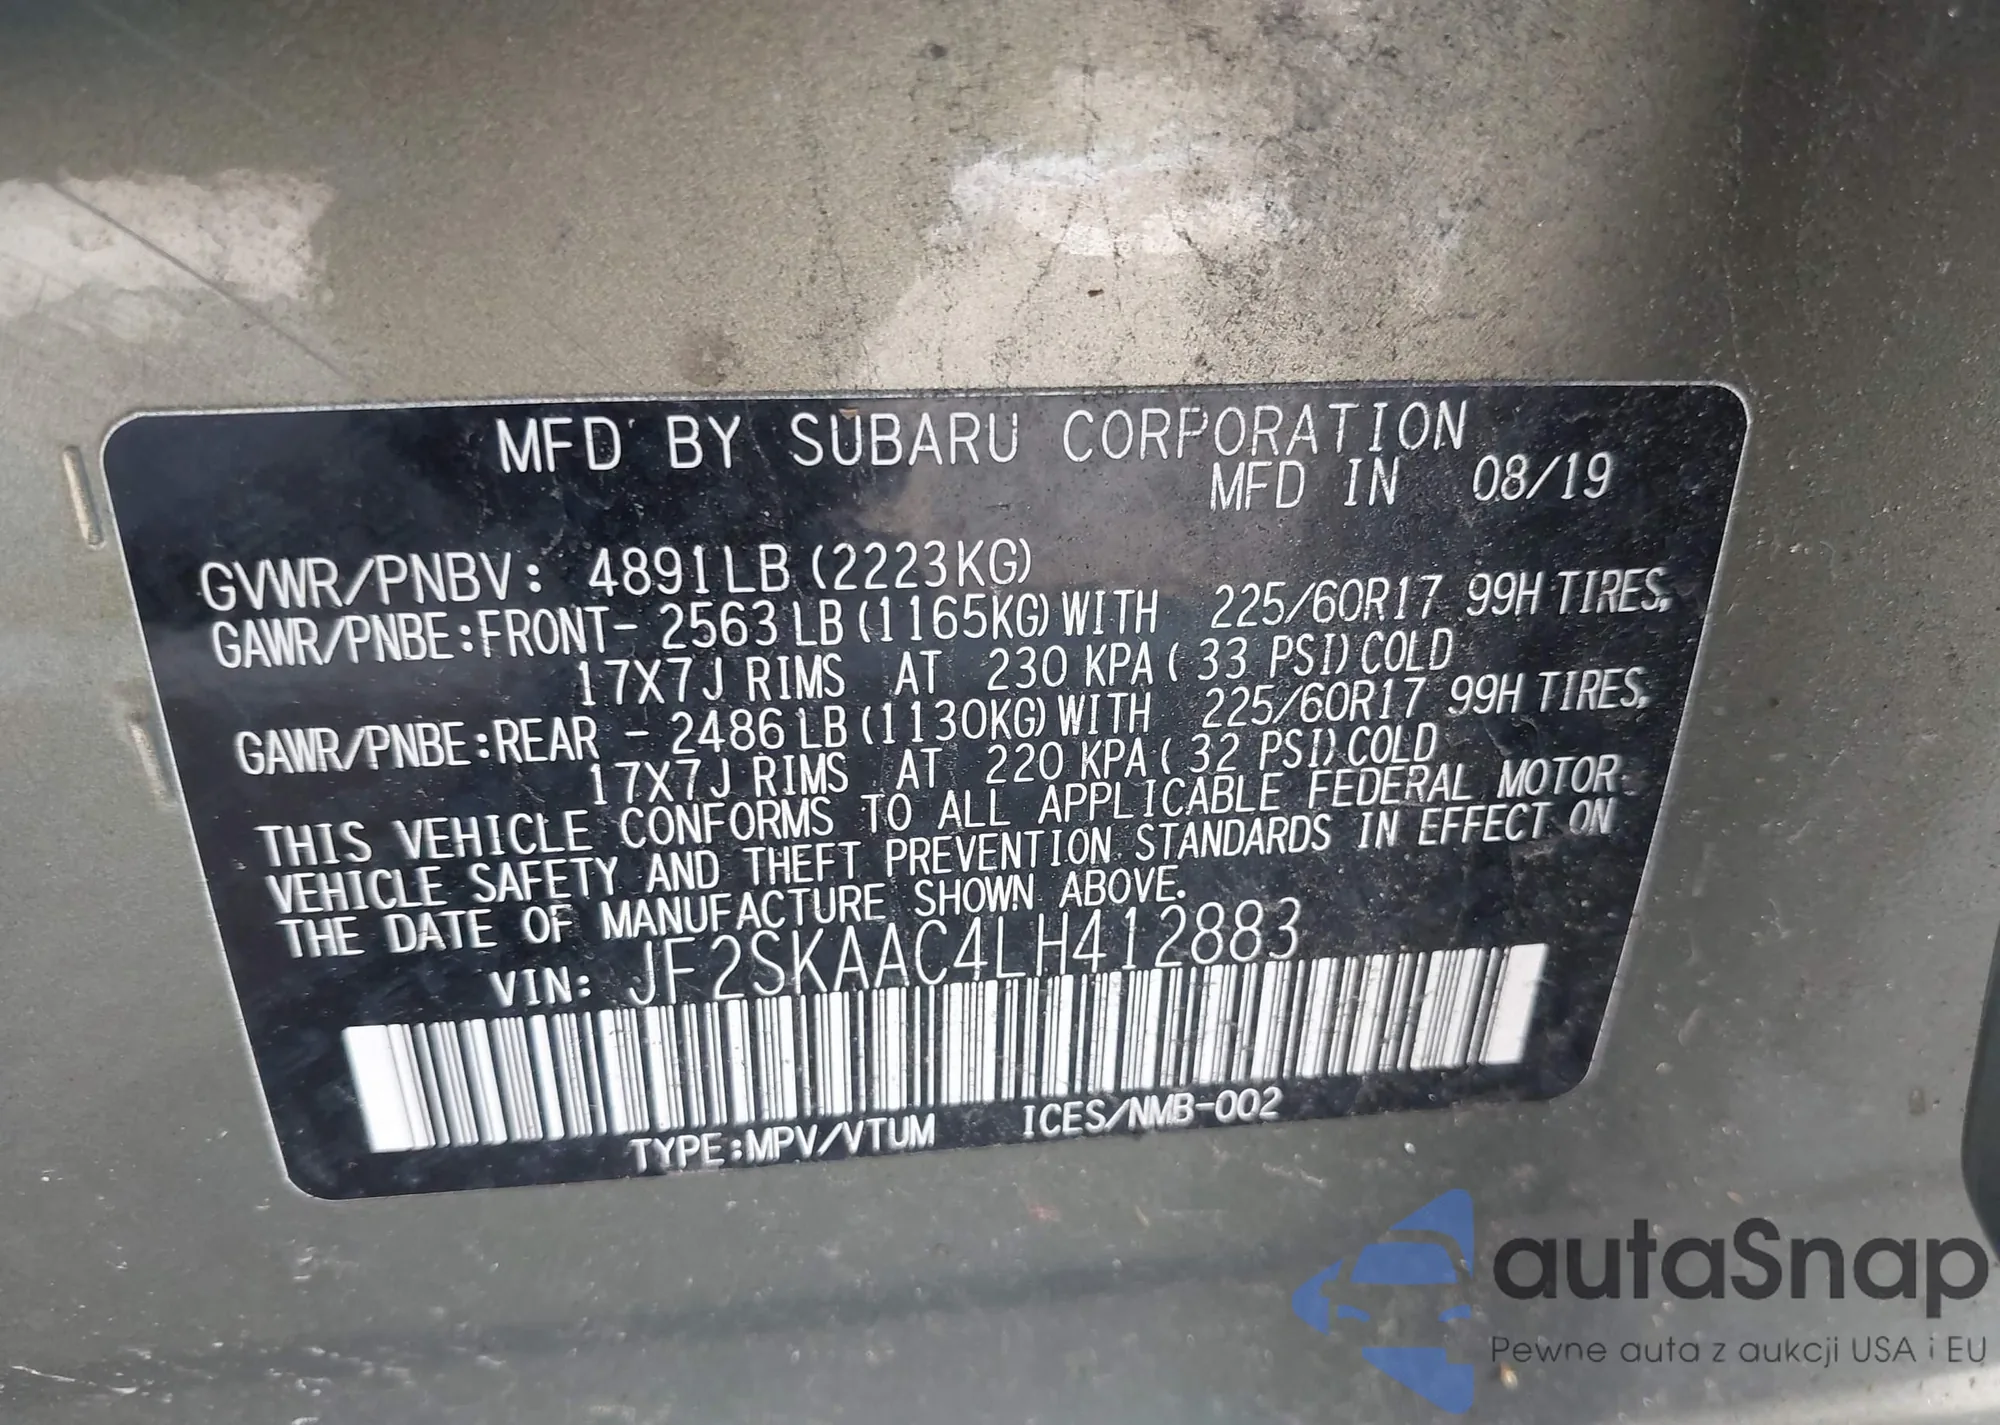 MFD BY SUBARU CORPORATION
MFD IN 08/19
GVWR/PNBV: 4891LB (2223KG)
GAWR/PNBE:FRONT- 2563LB(1165KG)WITH 225/60R17 99H TIRES,
17X7J RIMS AT 230 KPA( 33 PSI)COLD
GAWR/PNBE:REAR - 2486LB(1130KG)WITH 225/60R17 99H TIRES,
17X7J RIMS AT 220 KPA( 32 PSI)COLD
THIS VEHICLE CONFORMS TO ALL APPLICABLE FEDERAL MOTOR
VEHICLE SAFETY AND THEFT PREVENTION STANDARDS IN EFFECT ON
THE DATE OF MANUFACTURE SHOWN ABOVE.
VIN: JF2SKAAC4LH412883
TYPE:MPV/VTUM ICES/NMB-002
autaSnap
Pewne auta z aukcji USA i EU